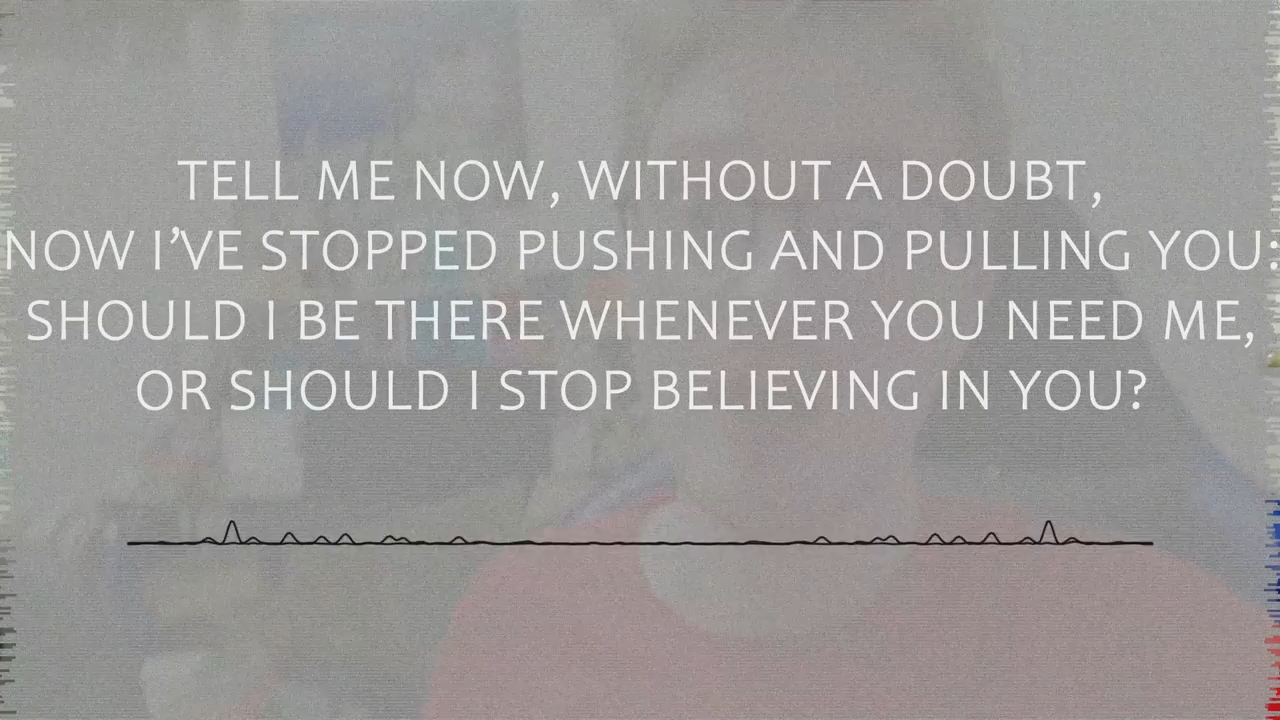 TELL ME NOW, WITHOUT A DOUBT,
NOW I'VE STOPPED PUSHING AND PULLING YOU:
SHOULD I BE THERE WHENEVER YOU NEED ME,
OR SHOULD I STOP BELIEVING IN YOU?